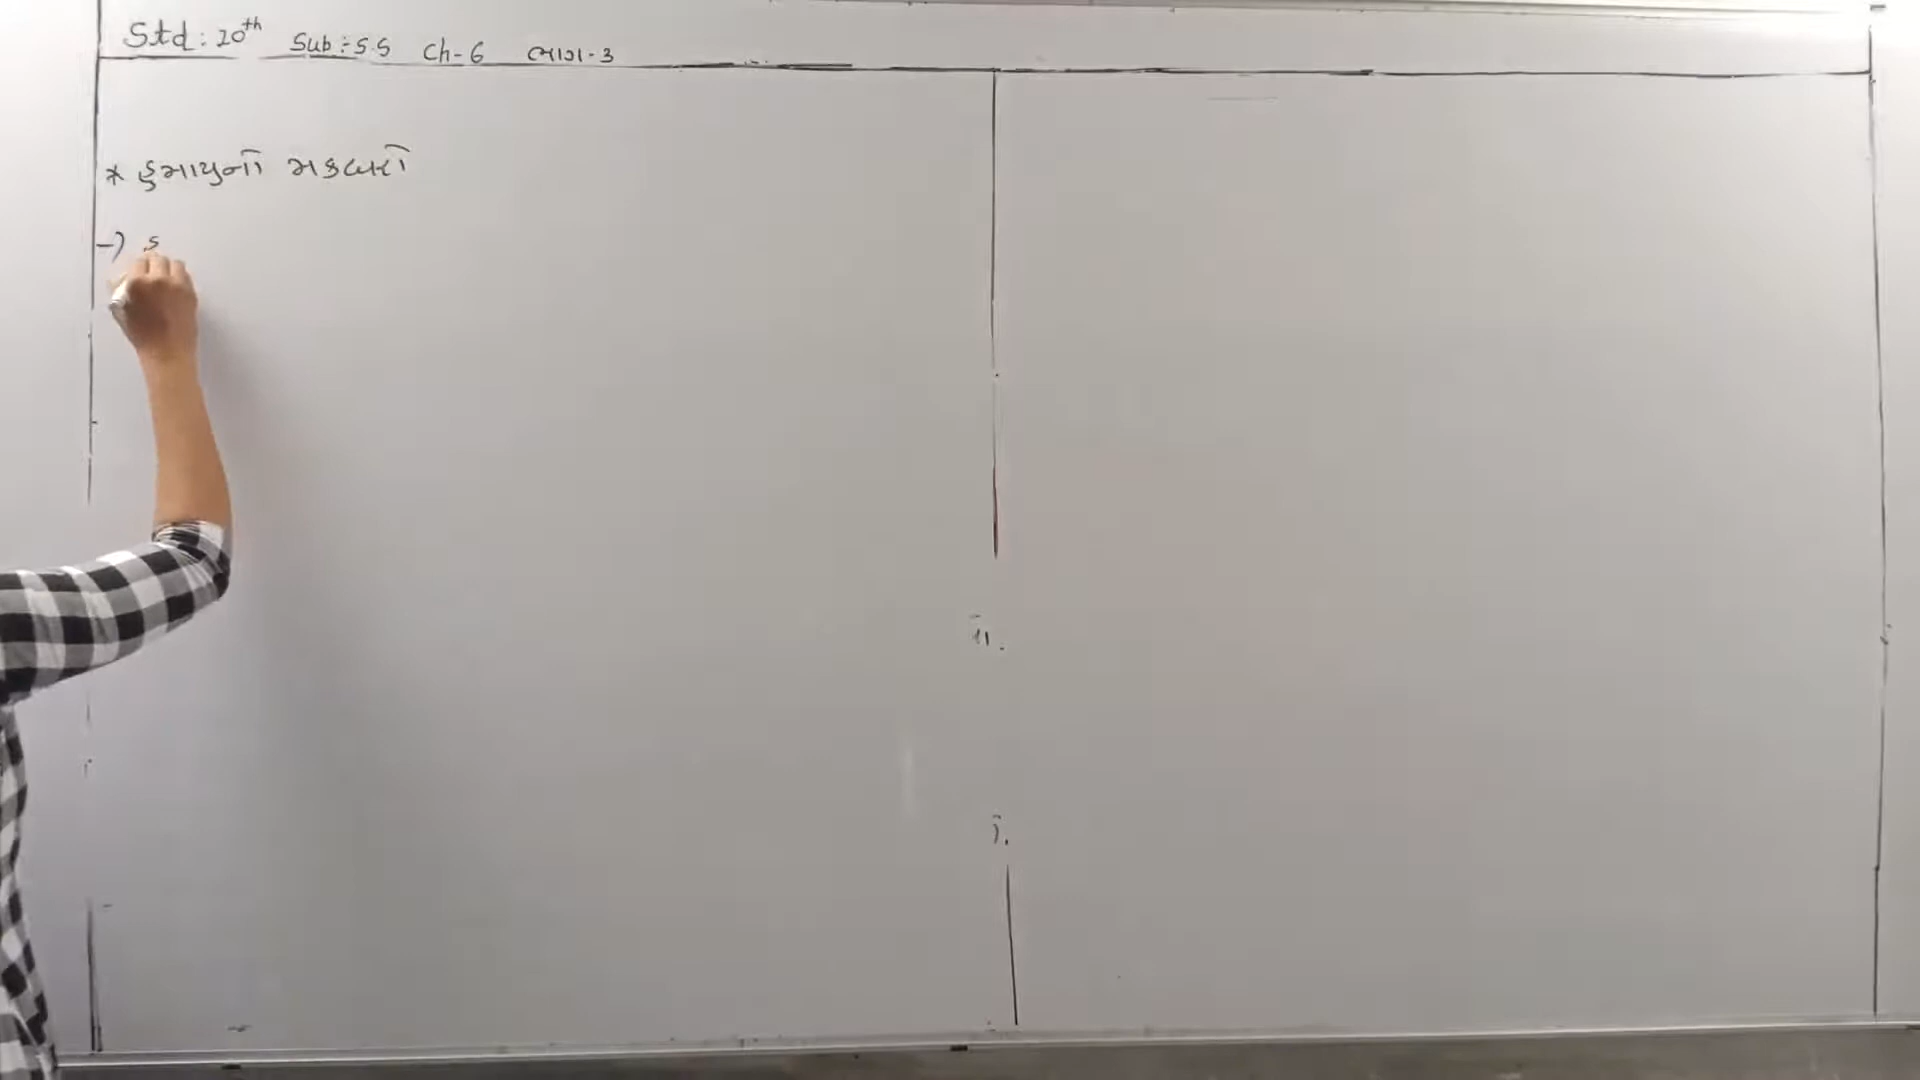 Std: 10th Sub:- S.S Ch-6 ભાગ-3
* હુમાયુનો મકબરો
→ ડ